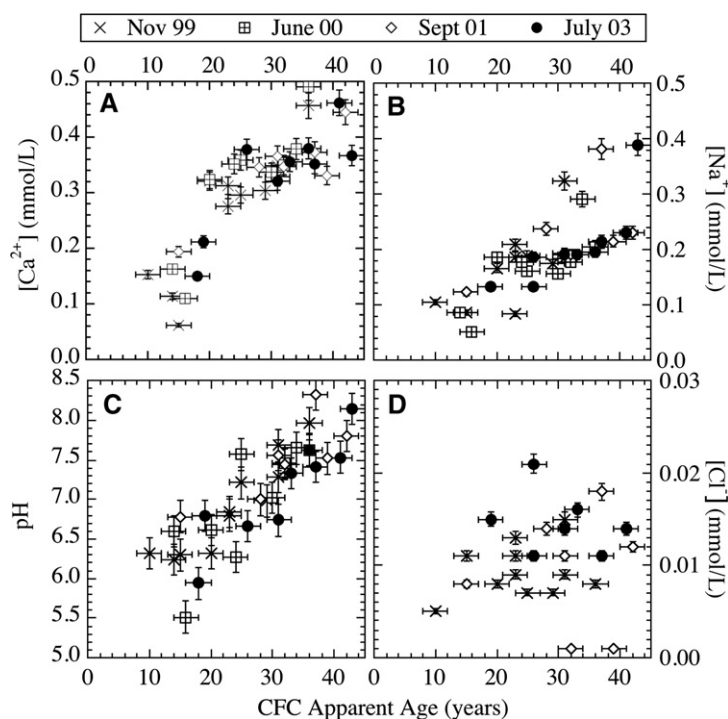 Nov 99 June 00 Sept 01 July 03
0 10 20 30 40 0 10 20 30 40
A
B
0.5
0.4
0.3
0.2
0.1
0.0
[Ca²⁺] (mmol/L)
0.5
0.4
0.3
0.2
0.1
0.0
[Na⁺] (mmol/L)
C
D
8.5
8.0
7.5
7.0
6.5
6.0
5.5
5.0
pH
0.03
0.02
0.01
0.00
[Cl⁻] (mmol/L)
0 10 20 30 40 0 10 20 30 40
CFC Apparent Age (years)